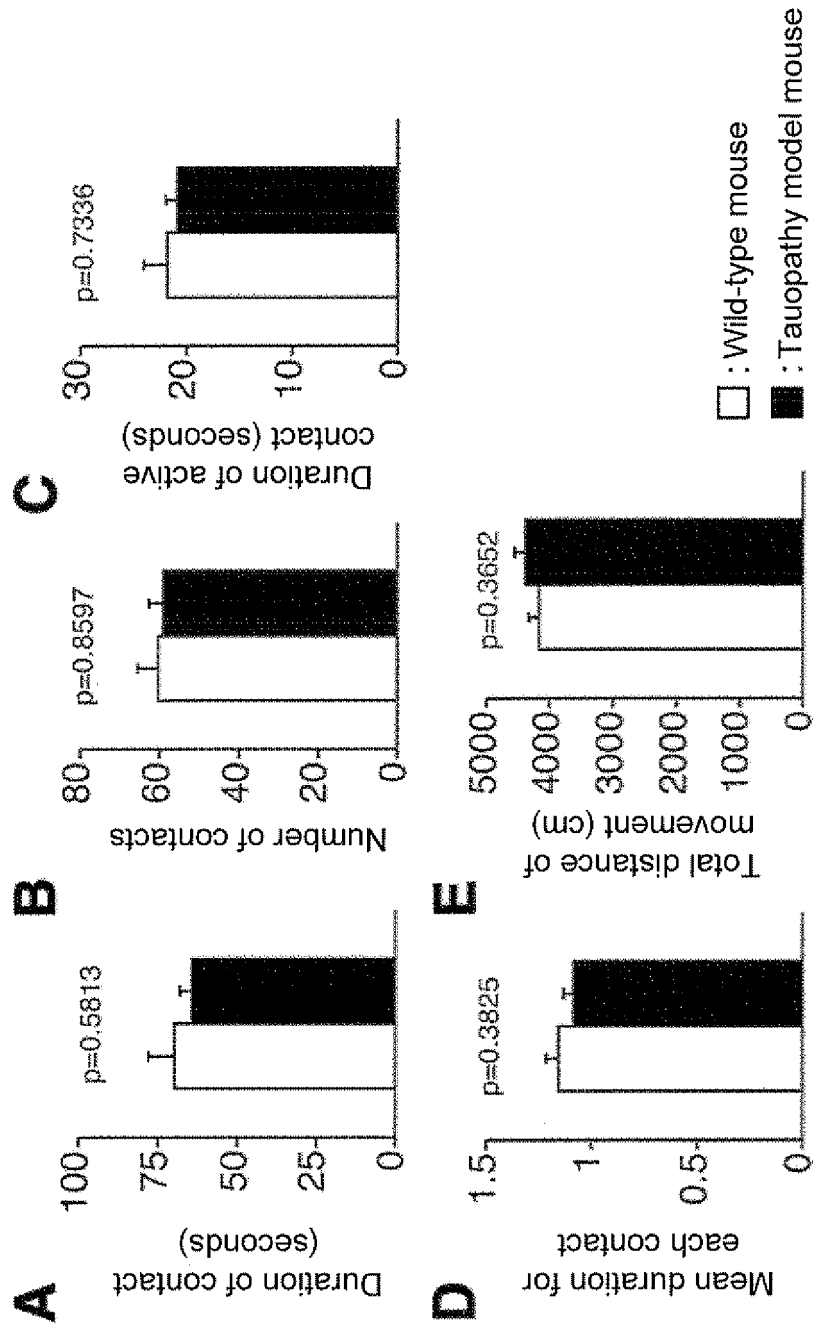 A
Duration of contact
(seconds)
100
75
50
25
0
p=0.5813
B
Number of contacts
80
60
40
20
0
p=0.8597
C
Duration of active
contact (seconds)
30
20
10
0
p=0.7336
D
Mean duration for
each contact
1.5
1
0.5
0
p=0.3825
E
Total distance of
movement (cm)
5000
4000
3000
2000
1000
0
p=0.3652
: Wild-type mouse
: Tauopathy model mouse